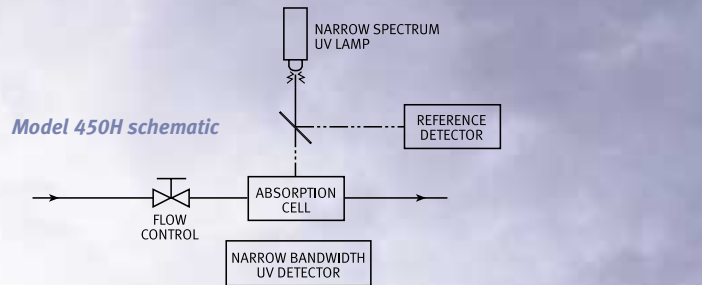 NARROW SPECTRUM
UV LAMP
Model 450H schematic
REFERENCE
DETECTOR
ABSORPTION
CELL
FLOW
CONTROL
NARROW BANDWIDTH
UV DETECTOR